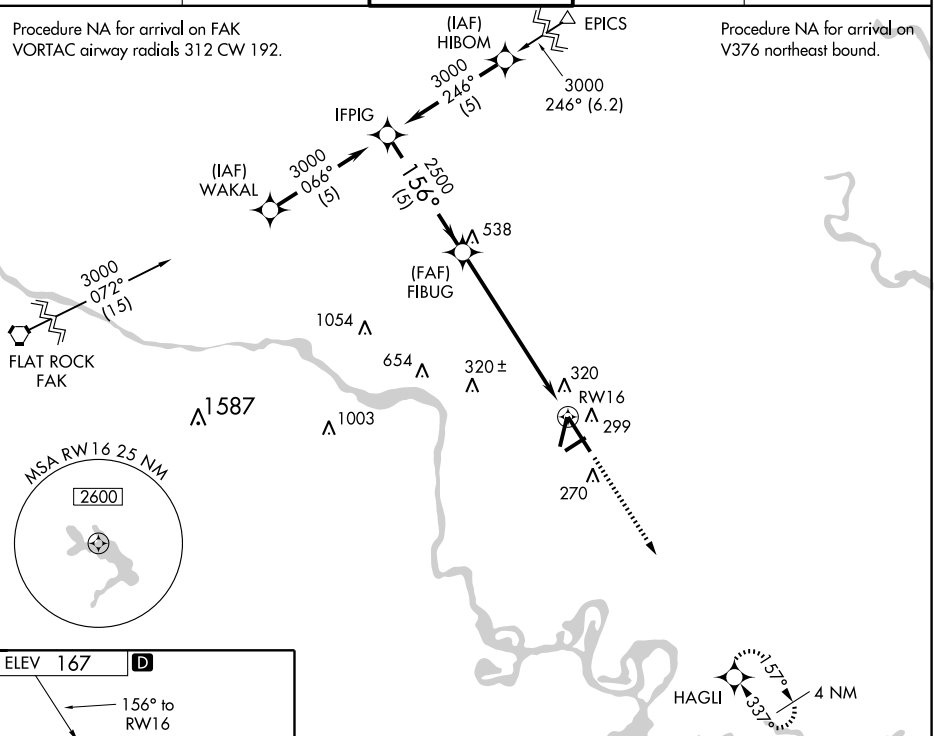 Procedure NA for arrival on FAK
VORTAC airway radials 312 CW 192.
(IAF)
HIBOM
EPICS
Procedure NA for arrival on
V376 northeast bound.
3000
246°
(5)
3000
246° (6.2)
IFPIG
(IAF)
WAKAL
3000
066°
(5)
2500
156°
(5)
538
(FAF)
FIBUG
3000
072°
(15)
FLAT ROCK
FAK
1054
654
320 ±
320
RW16
299
1587
1003
270
MSA RW16 25 NM
2600
ELEV 167 D
156° to
RW16
HAGLI
157°
337°
4 NM